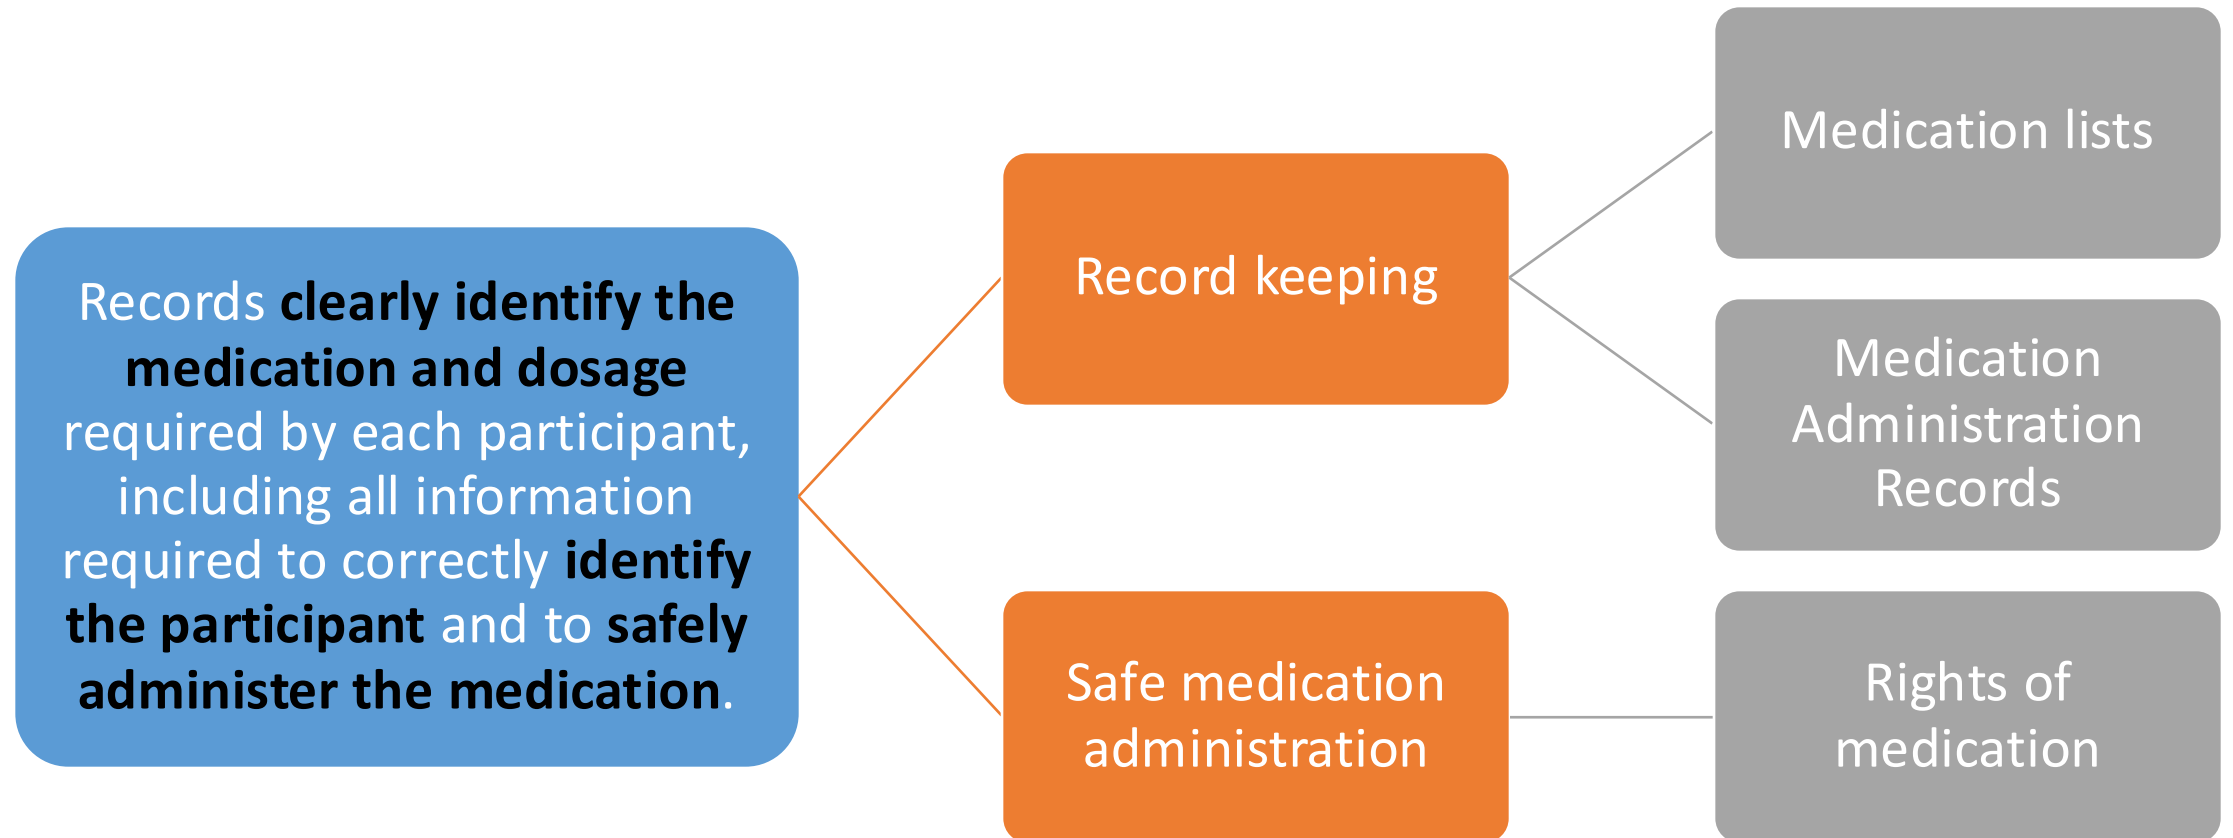 Records clearly identify the
medication and dosage
required by each participant,
including all information
required to correctly identify
the participant and to safely
administer the medication.
Record keeping
Medication lists
Medication
Administration
Records
Safe medication
administration
Rights of
medication